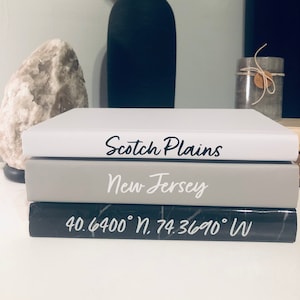 Scotch Plains
New Jersey
40.6400° N, 74.3690° W